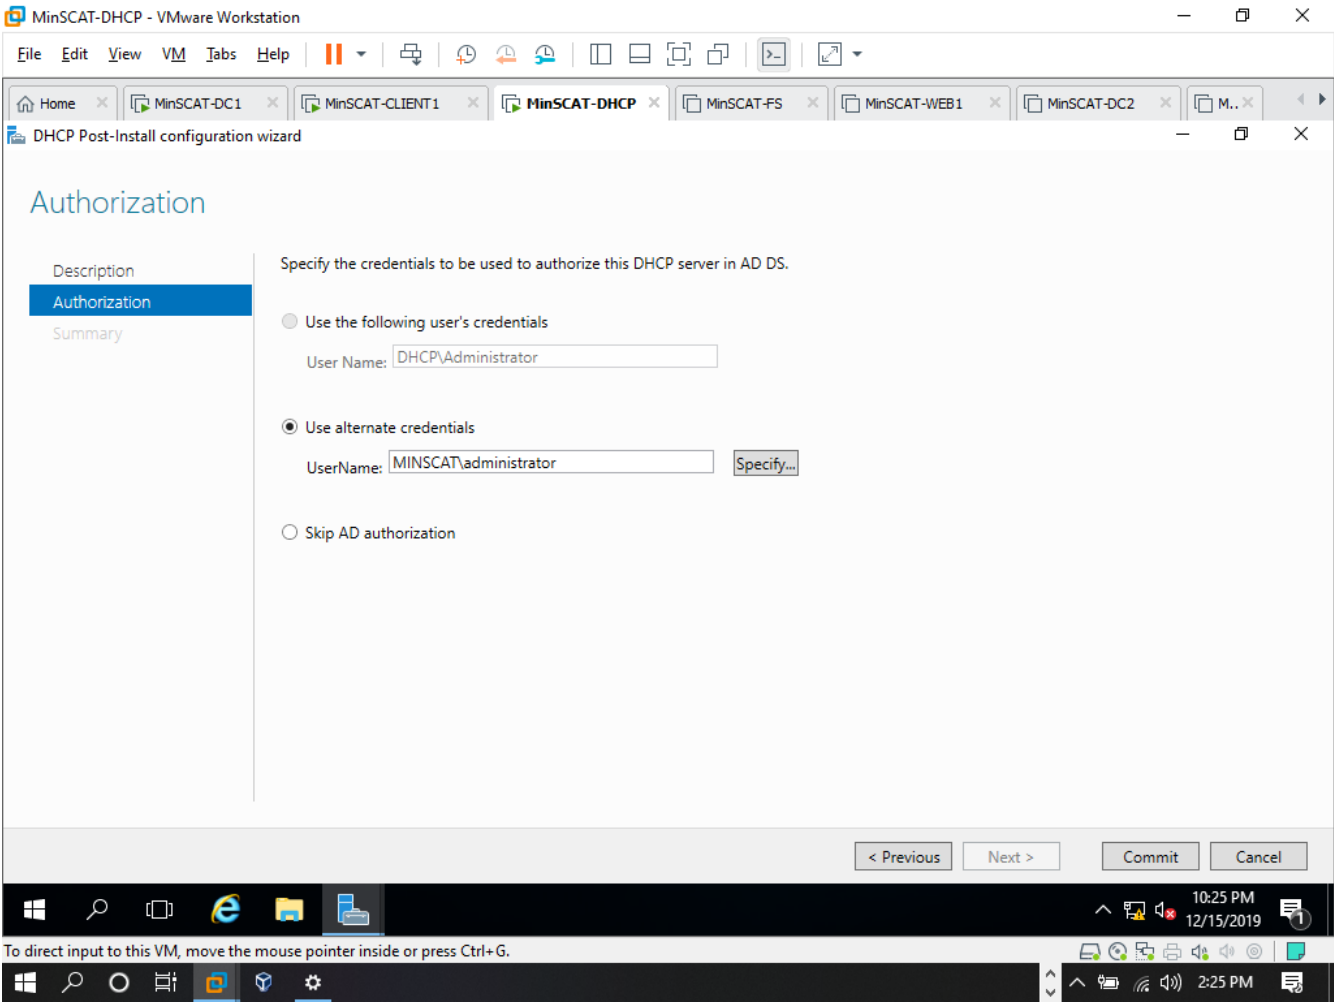 MinSCAT-DHCP - VMware Workstation
File Edit View VM Tabs Help
Home MinSCAT-DC1 MinSCAT-CLIENT1 MinSCAT-DHCP MinSCAT-FS MinSCAT-WEB1 MinSCAT-DC2 M..
DHCP Post-Install configuration wizard
Authorization
Description
Authorization
Summary
Specify the credentials to be used to authorize this DHCP server in AD DS.
Use the following user's credentials
User Name: DHCP\Administrator
Use alternate credentials
UserName: MINSCAT\administrator Specify...
Skip AD authorization
< Previous Next > Commit Cancel
10:25 PM
12/15/2019
1
To direct input to this VM, move the mouse pointer inside or press Ctrl+G.
2:25 PM